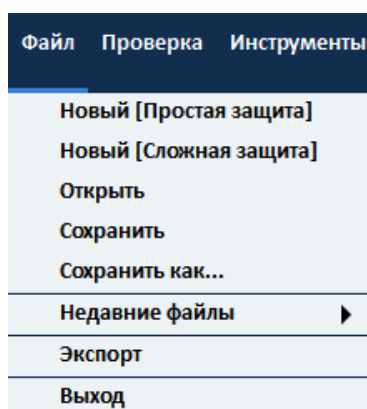 Файл Проверка Инструменты
Новый [Простая защита]
Новый [Сложная защита]
Открыть
Сохранить
Сохранить как...
Недавние файлы
Экспорт
Выход